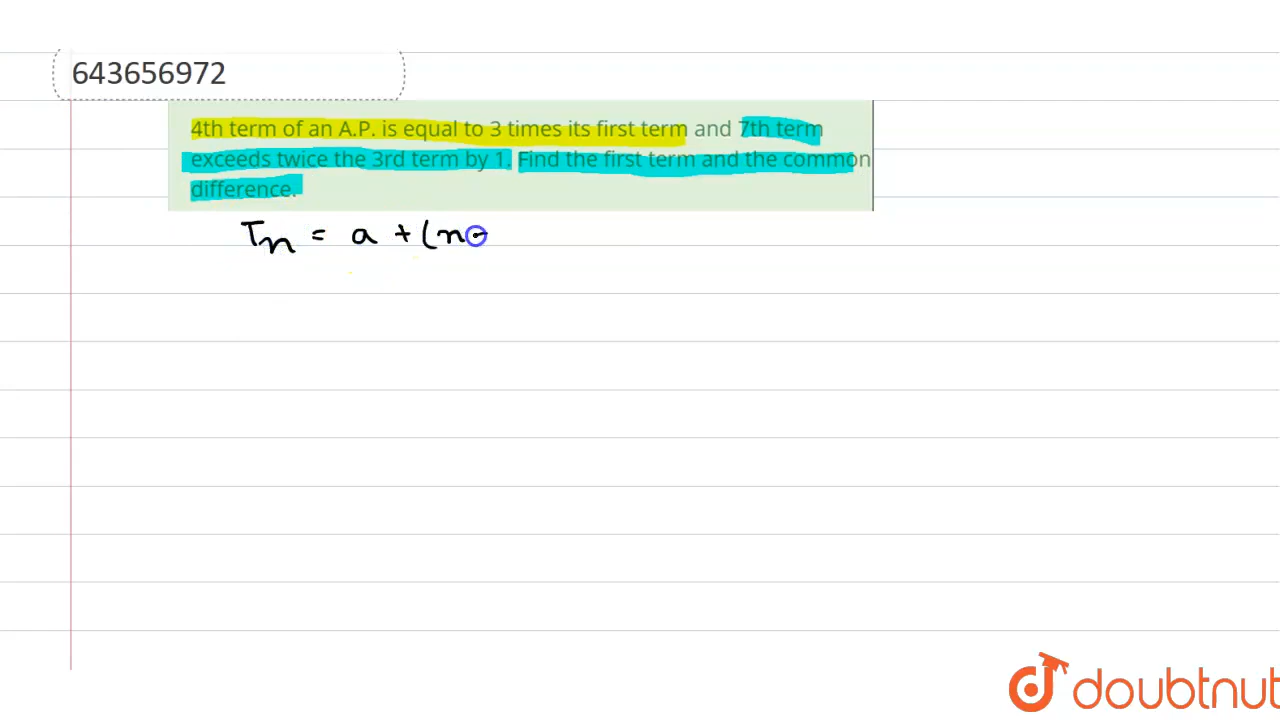 643656972
4th term of an A.P. is equal to 3 times its first term and 7th term
exceeds twice the 3rd term by 1. Find the first term and the common
difference.
Tn = a + (n -
doubtnut